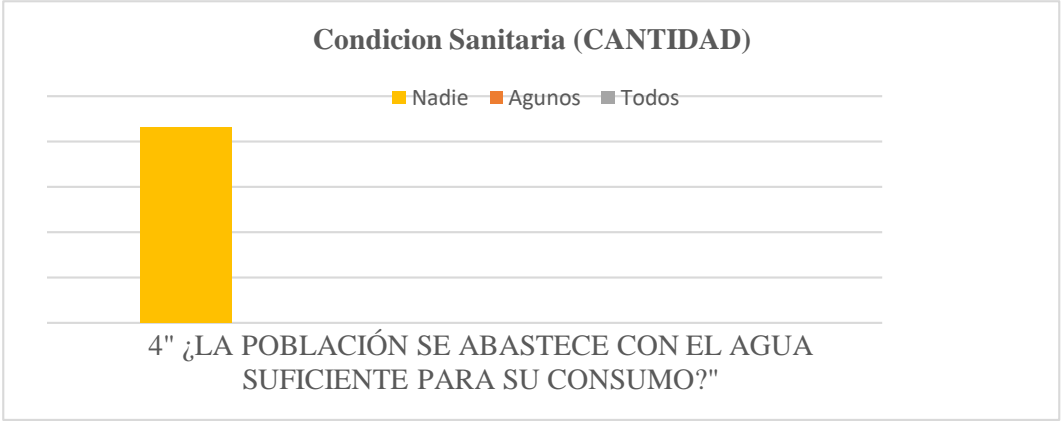 Condicion Sanitaria (CANTIDAD)
Nadie Agunos Todos
4" ¿LA POBLACIÓN SE ABASTECE CON EL AGUA
SUFICIENTE PARA SU CONSUMO?"